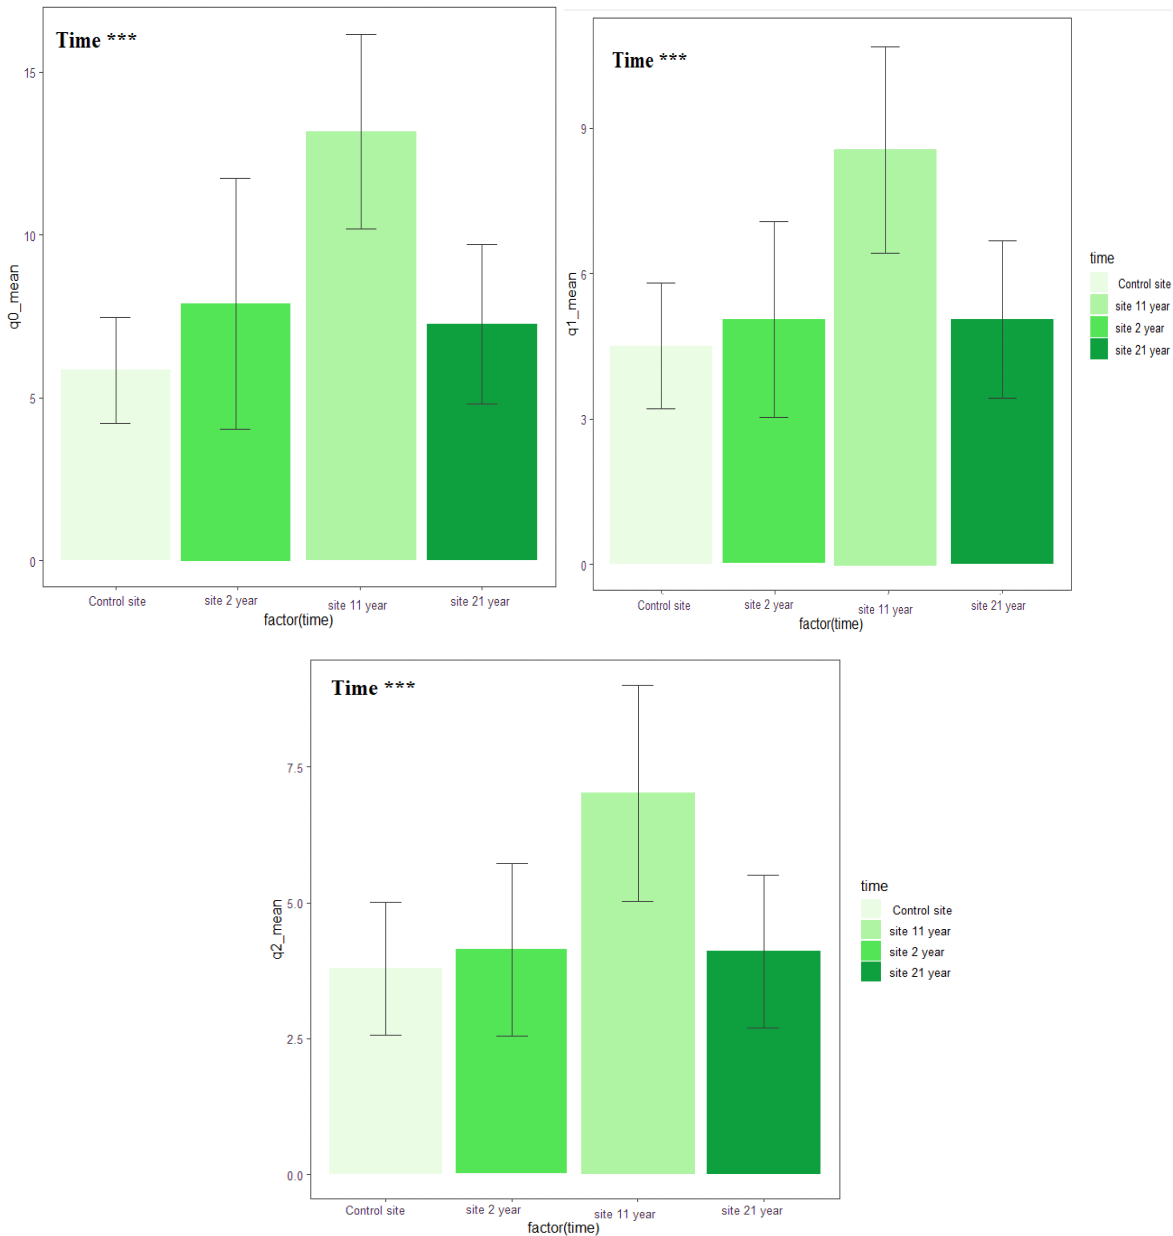 Time ***
15
10
5
0
q0_mean
Control site
site 2 year
site 11 year
site 21 year
factor(time)
Time ***
9
6
3
0
q1_mean
Control site
site 2 year
site 11 year
site 21 year
factor(time)
time
Control site
site 11 year
site 2 year
site 21 year
Time ***
7.5
5.0
2.5
0.0
q2_mean
Control site
site 2 year
site 11 year
site 21 year
factor(time)
time
Control site
site 11 year
site 2 year
site 21 year